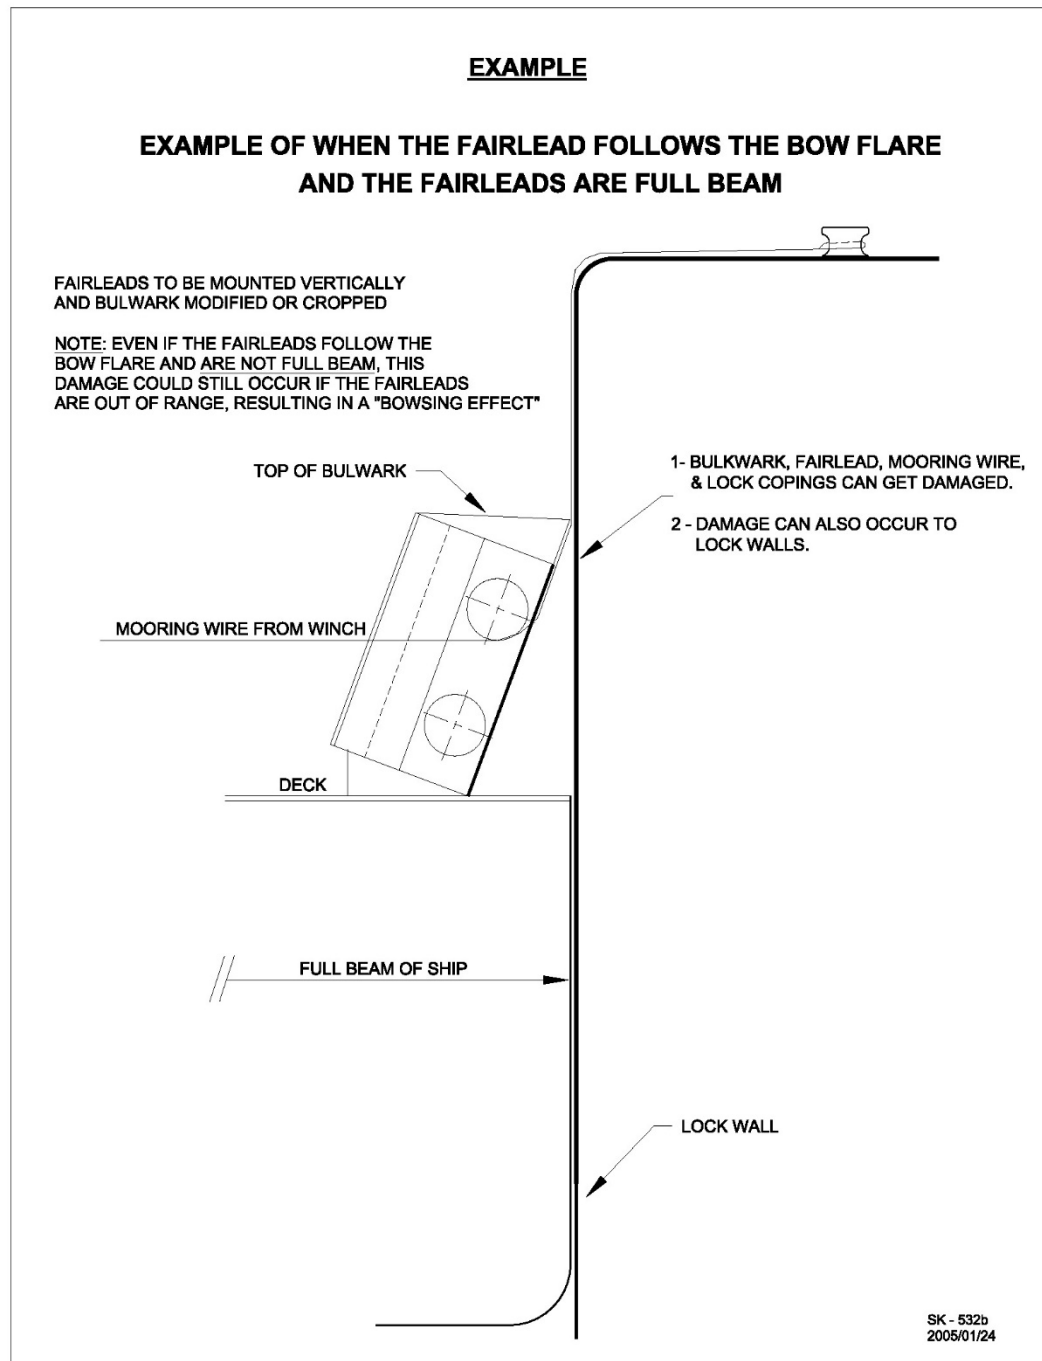 EXAMPLE
EXAMPLE OF WHEN THE FAIRLEAD FOLLOWS THE BOW FLARE
AND THE FAIRLEADS ARE FULL BEAM
FAIRLEADS TO BE MOUNTED VERTICALLY
AND BULWARK MODIFIED OR CROPPED
NOTE: EVEN IF THE FAIRLEADS FOLLOW THE
BOW FLARE AND ARE NOT FULL BEAM, THIS
DAMAGE COULD STILL OCCUR IF THE FAIRLEADS
ARE OUT OF RANGE, RESULTING IN A "BOWSING EFFECT"
TOP OF BULWARK
1- BULKWARK, FAIRLEAD, MOORING WIRE,
& LOCK COPINGS CAN GET DAMAGED.
2 - DAMAGE CAN ALSO OCCUR TO
LOCK WALLS.
MOORING WIRE FROM WINCH
DECK
FULL BEAM OF SHIP
LOCK WALL
SK - 532b
2005/01/24